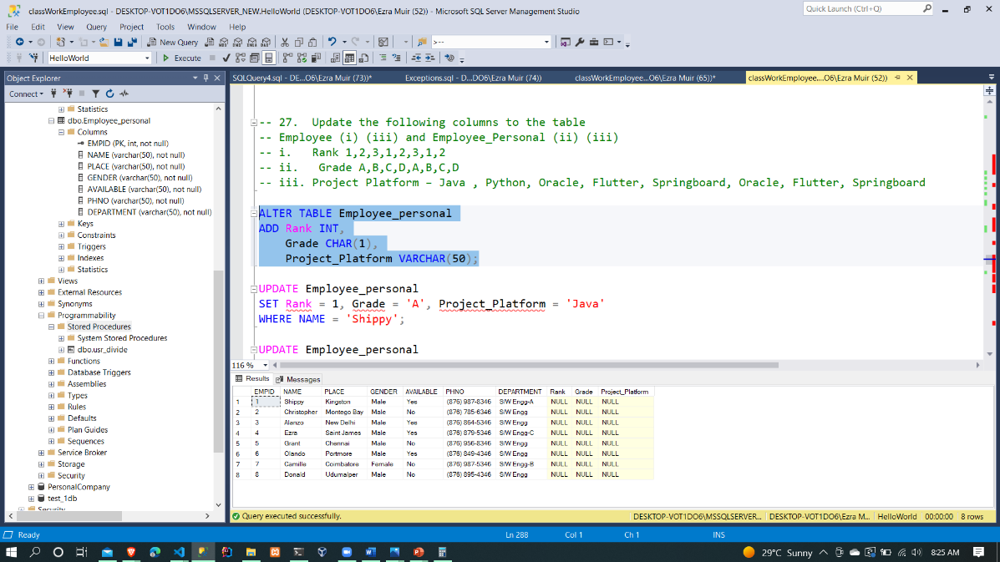 classWorkEmployee.sql - DESKTOP-VOT1DO6\MSSQLSERVER_NEW.HelloWorld (DESKTOP-VOT1DO6\Ezra Muir (52)) - Microsoft SQL Server Management Studio
Quick Launch (Ctrl+Q)
File Edit View Query Project Tools Window Help
New Query
>--
HelloWorld
Execute
Object Explorer
SQLQuery4.sql - DE...O6\Ezra Muir (73))*
Exceptions.sql - D...DO6\Ezra Muir (74))
classWorkEmployee...O6\Ezra Muir (65))*
classWorkEmployee....O6\Ezra Muir (52))
Connect
Statistics
dbo.Employee_personal
Columns
EMPID (PK, int, not null)
NAME (varchar(50), not null)
PLACE (varchar(50), not null)
GENDER (varchar(50), not null)
AVAILABLE (varchar(50), not null)
PHNO (varchar(50), not null)
DEPARTMENT (varchar(50), not null)
Keys
Constraints
Triggers
Indexes
Statistics
Views
External Resources
Synonyms
Programmability
Stored Procedures
System Stored Procedures
dbo.usr_divide
Functions
Database Triggers
Assemblies
Types
Rules
Defaults
Plan Guides
Sequences
Service Broker
Storage
Security
PersonalCompany
test_1db
Security
-- 27.  Update the following columns to the table
-- Employee (i) (iii) and Employee_Personal (ii) (iii)
-- i.   Rank 1,2,3,1,2,3,1,2
-- ii.   Grade A,B,C,D,A,B,C,D
-- iii. Project Platform – Java , Python, Oracle, Flutter, Springboard, Oracle, Flutter, Springboard
ALTER TABLE Employee_personal
ADD Rank INT,
    Grade CHAR(1),
    Project_Platform VARCHAR(50);
UPDATE Employee_personal
SET Rank = 1, Grade = 'A', Project_Platform = 'Java'
WHERE NAME = 'Shippy';
UPDATE Employee_personal
116 %
Results Messages
EMPID NAME PLACE GENDER AVAILABLE PHNO DEPARTMENT Rank Grade Project_Platform
1 1 Shippy Kingston Male Yes (876) 987-8346 S/W Engg-A NULL NULL NULL
2 2 Christopher Montego Bay Male No (876) 785-6346 S/W Engg NULL NULL NULL
3 3 Alanzo New Delhi Male Yes (876) 864-5346 S/W Engg NULL NULL NULL
4 4 Ezra Saint James Male Yes (876) 879-5346 S/W Engg-C NULL NULL NULL
5 5 Grant Chennai Male No (876) 956-8346 S/W Engg NULL NULL NULL
6 6 Olando Portmore Male Yes (876) 849-4346 S/W Engg NULL NULL NULL
7 7 Camille Coimbatore Female No (876) 987-5346 S/W Engg-B NULL NULL NULL
8 8 Donald Udumalper Male No (876) 895-4346 S/W Engg NULL NULL NULL
Query executed successfully.
DESKTOP-VOT1DO6\MSSQLSERVER... DESKTOP-VOT1DO6\Ezra M... HelloWorld 00:00:00 8 rows
Ready Ln 288 Col 1 Ch 1 INS
29°C Sunny 8:25 AM